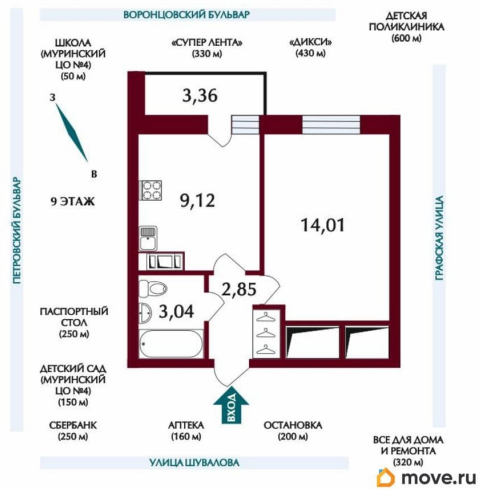 ВОРОНЦОВСКИЙ БУЛЬВАР
ДЕТСКАЯ
ПОЛИКЛИНИКА
(600 м)
ШКОЛА
(МУРИНСКИЙ
ЦО №4)
(50 м)
«СУПЕР ЛЕНТА»
(330 м)
«ДИКСИ»
(430 м)
З
В
9 ЭТАЖ
3,36
9,12
14,01
2,85
3,04
ПЕТРОВСКИЙ БУЛЬВАР
ГРАФСКАЯ УЛИЦА
ПАСПОРТНЫЙ
СТОЛ
(250 м)
ДЕТСКИЙ САД
(МУРИНСКИЙ
ЦО №4)
(150 м)
СБЕРБАНК
(250 м)
АПТЕКА
(160 м)
ВХОД
ОСТАНОВКА
(200 м)
ВСЕ ДЛЯ ДОМА
И РЕМОНТА
(320 м)
УЛИЦА ШУВАЛОВА
move.ru